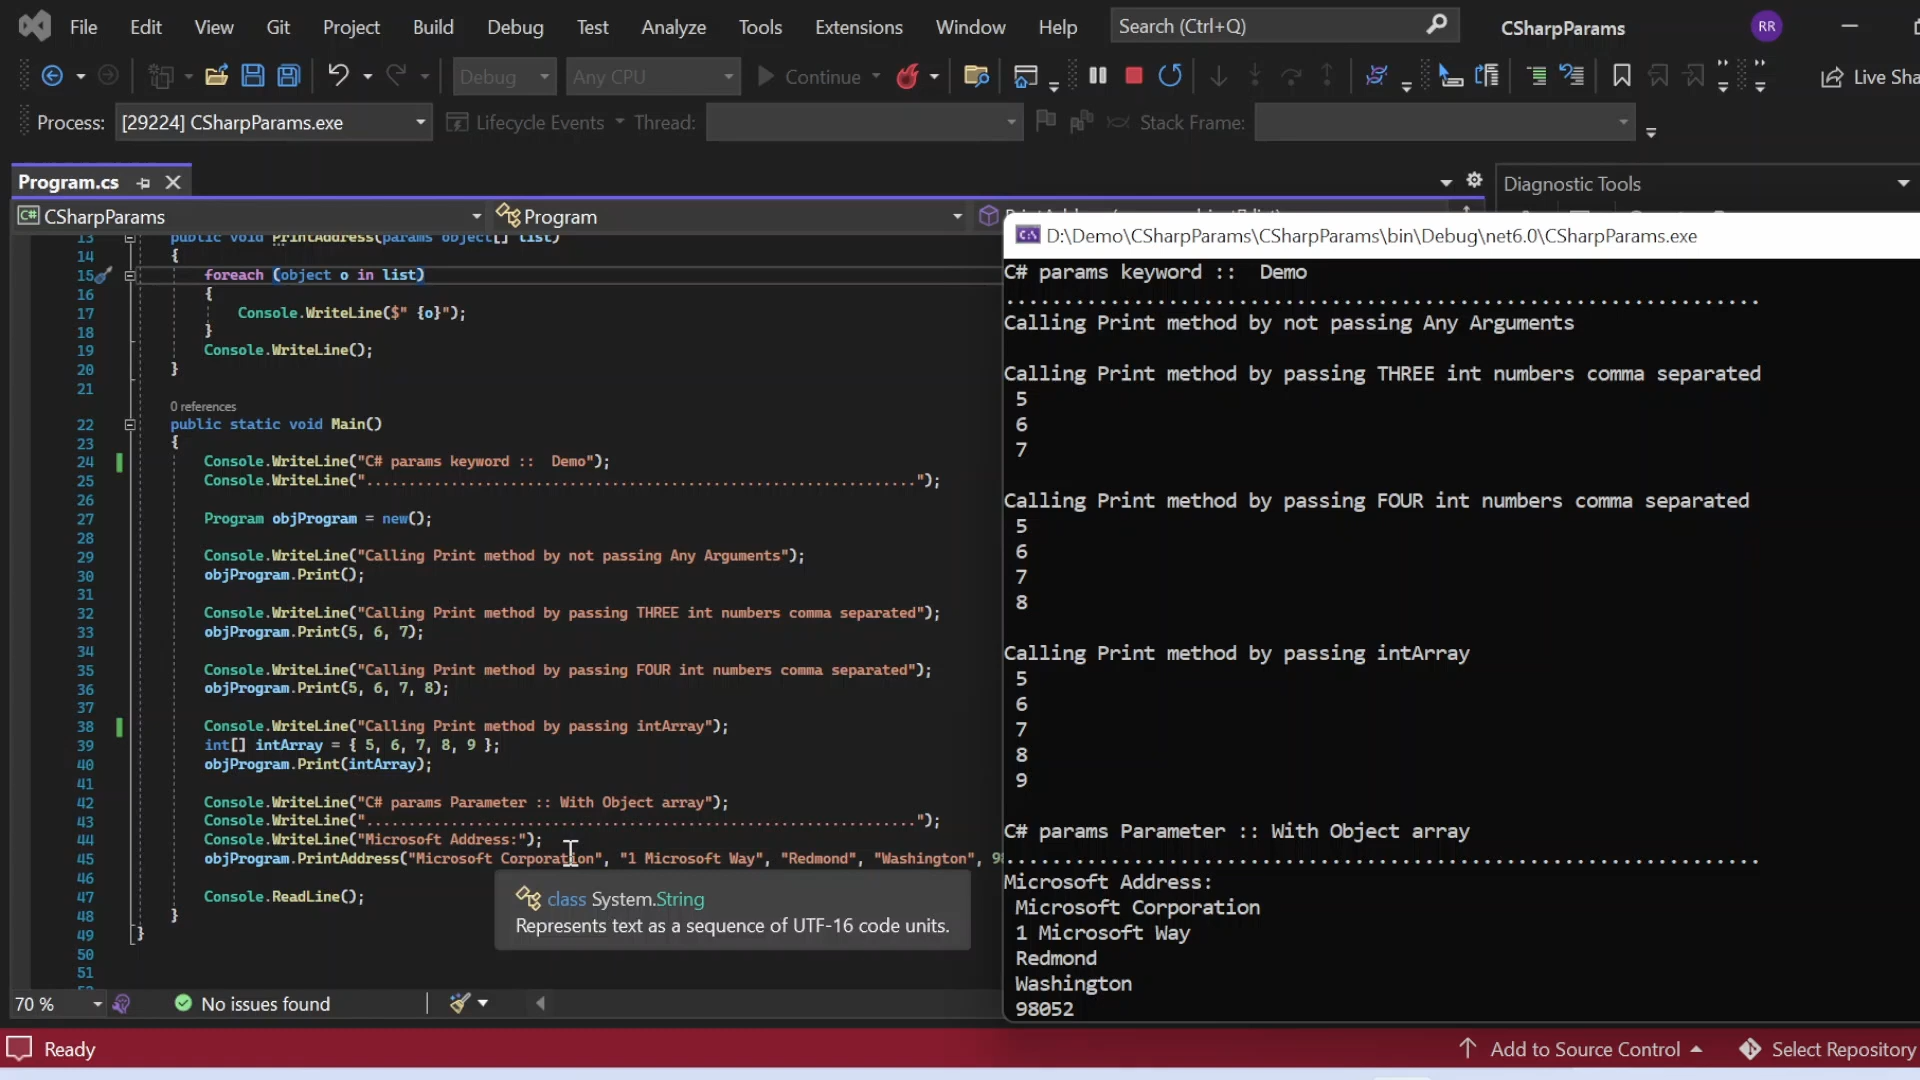 File Edit View Git Project Build Debug Test Analyze Tools Extensions Window Help Search (Ctrl+Q) CSharpParams RR
Debug Any CPU Continue Live Sha
Process: [29224] CSharpParams.exe Lifecycle Events Thread: Stack Frame:
Program.cs
Diagnostic Tools
C# CSharpParams Program
13 public void PrintAddress(params object[] list)
14 {
15 foreach (object o in list)
16 {
17 Console.WriteLine($" {o}");
18 }
19 Console.WriteLine();
20 }
21
0 references
22 public static void Main()
23 {
24 Console.WriteLine("C# params keyword ::  Demo");
25 Console.WriteLine(".................................................................");
26
27 Program objProgram = new();
28
29 Console.WriteLine("Calling Print method by not passing Any Arguments");
30 objProgram.Print();
31
32 Console.WriteLine("Calling Print method by passing THREE int numbers comma separated");
33 objProgram.Print(5, 6, 7);
34
35 Console.WriteLine("Calling Print method by passing FOUR int numbers comma separated");
36 objProgram.Print(5, 6, 7, 8);
37
38 Console.WriteLine("Calling Print method by passing intArray");
39 int[] intArray = { 5, 6, 7, 8, 9 };
40 objProgram.Print(intArray);
41
42 Console.WriteLine("C# params Parameter :: With Object array");
43 Console.WriteLine(".................................................................");
44 Console.WriteLine("Microsoft Address:");
45 objProgram.PrintAddress("Microsoft Corporation", "1 Microsoft Way", "Redmond", "Washington", 9
46
47 Console.ReadLine();
48 }
49 }
50
51
class System.String
Represents text as a sequence of UTF-16 code units.
70 % No issues found
D:\Demo\CSharpParams\CSharpParams\bin\Debug\net6.0\CSharpParams.exe
C# params keyword ::  Demo
.................................................................
Calling Print method by not passing Any Arguments
Calling Print method by passing THREE int numbers comma separated
5
6
7
Calling Print method by passing FOUR int numbers comma separated
5
6
7
8
Calling Print method by passing intArray
5
6
7
8
9
C# params Parameter :: With Object array
.................................................................
Microsoft Address:
Microsoft Corporation
1 Microsoft Way
Redmond
Washington
98052
Ready Add to Source Control Select Repository